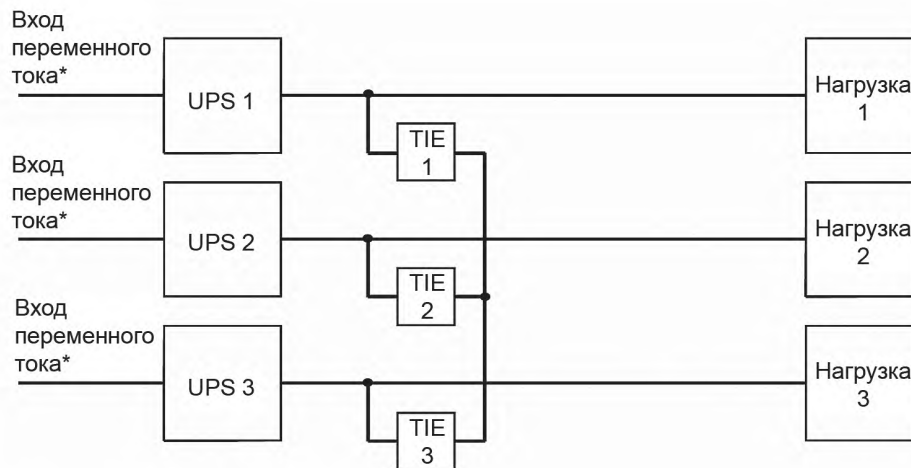 Вход
переменного
тока*
UPS 1
TIE
1
Нагрузка
1
Вход
переменного
тока*
UPS 2
TIE
2
Нагрузка
2
Вход
переменного
тока*
UPS 3
TIE
3
Нагрузка
3